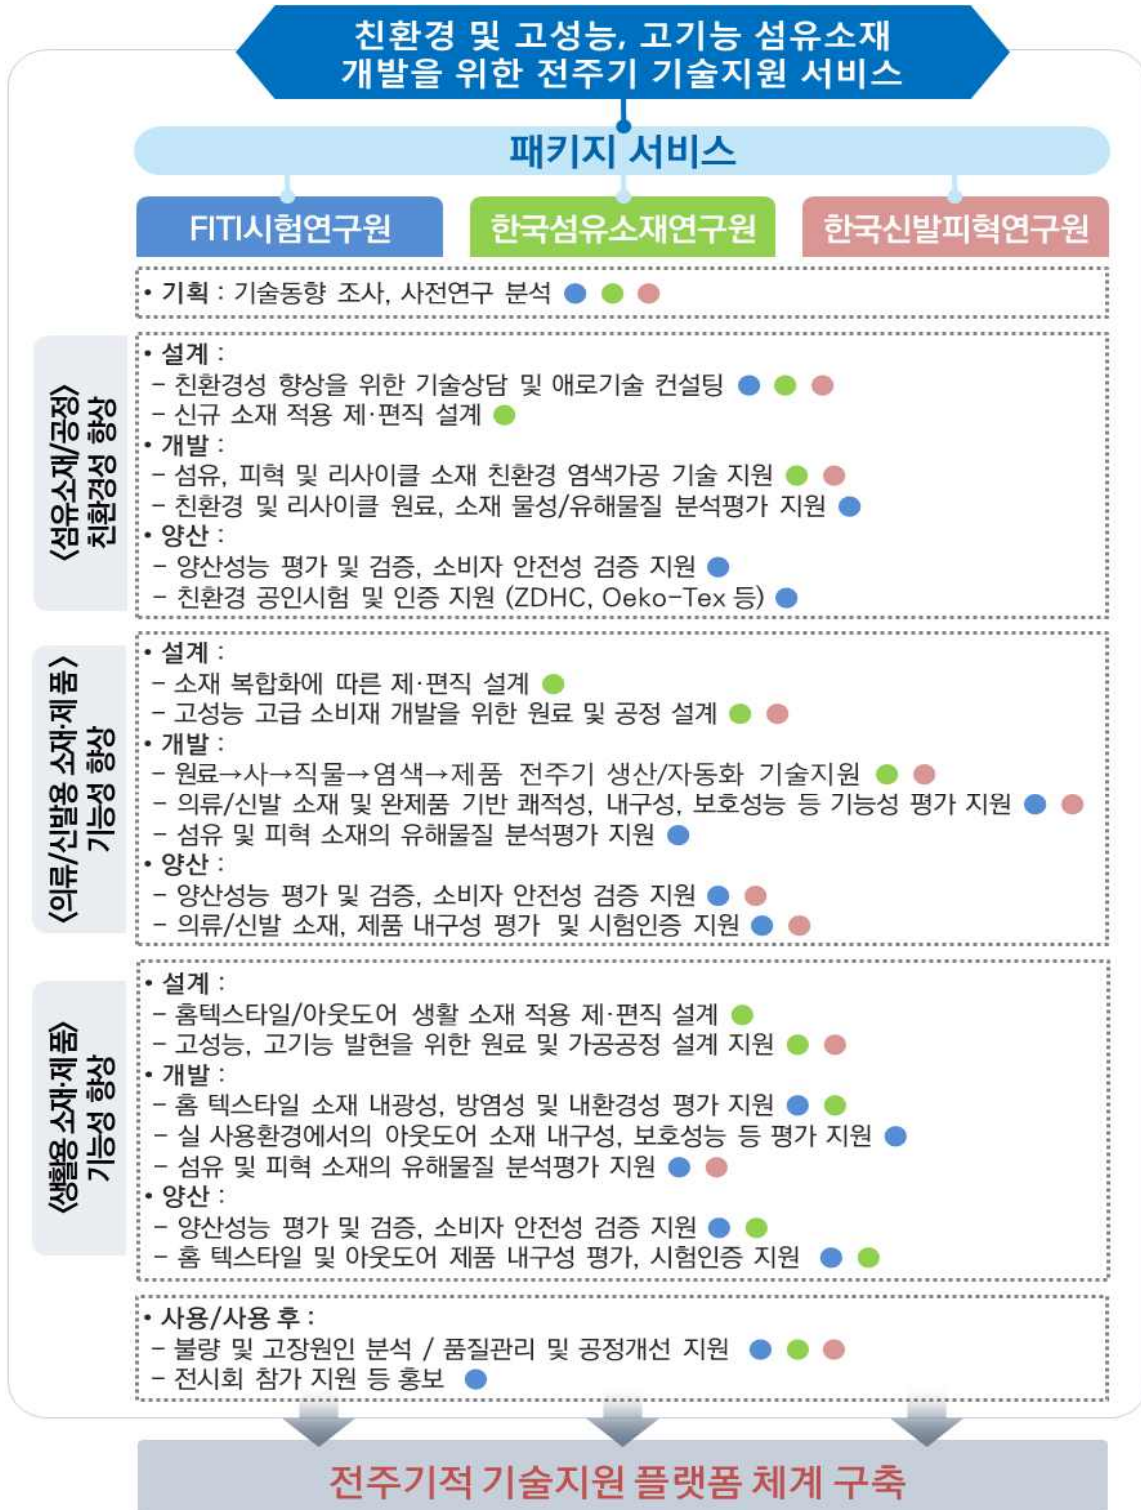 친환경 및 고성능, 고기능 섬유소재
개발을 위한 전주기 기술지원 서비스
패키지 서비스
FITI시험연구원
한국섬유소재연구원
한국신발피혁연구원
• 기획 : 기술동향 조사, 사전연구 분석
<섬유소재/공정>
친환경성 향상
• 설계 :
– 친환경성 향상을 위한 기술상담 및 애로기술 컨설팅
– 신규 소재 적용 제·편직 설계
• 개발 :
– 섬유, 피혁 및 리사이클 소재 친환경 염색가공 기술 지원
– 친환경 및 리사이클 원료, 소재 물성/유해물질 분석평가 지원
• 양산 :
– 양산성능 평가 및 검증, 소비자 안전성 검증 지원
– 친환경 공인시험 및 인증 지원 (ZDHC, Oeko-Tex 등)
<의류/신발용 소재·제품>
기능성 향상
• 설계 :
– 소재 복합화에 따른 제·편직 설계
– 고성능 고급 소비재 개발을 위한 원료 및 공정 설계
• 개발 :
– 원료→사→직물→염색→제품 전주기 생산/자동화 기술지원
– 의류/신발 소재 및 완제품 기반 쾌적성, 내구성, 보호성능 등 기능성 평가 지원
– 섬유 및 피혁 소재의 유해물질 분석평가 지원
• 양산 :
– 양산성능 평가 및 검증, 소비자 안전성 검증 지원
– 의류/신발 소재, 제품 내구성 평가 및 시험인증 지원
<생활용 소재·제품>
기능성 향상
• 설계 :
– 홈텍스타일/아웃도어 생활 소재 적용 제·편직 설계
– 고성능, 고기능 발현을 위한 원료 및 가공공정 설계 지원
• 개발 :
– 홈 텍스타일 소재 내광성, 방염성 및 내환경성 평가 지원
– 실 사용환경에서의 아웃도어 소재 내구성, 보호성능 등 평가 지원
– 섬유 및 피혁 소재의 유해물질 분석평가 지원
• 양산 :
– 양산성능 평가 및 검증, 소비자 안전성 검증 지원
– 홈 텍스타일 및 아웃도어 제품 내구성 평가, 시험인증 지원
• 사용/사용 후 :
– 불량 및 고장원인 분석 / 품질관리 및 공정개선 지원
– 전시회 참가 지원 등 홍보
전주기적 기술지원 플랫폼 체계 구축